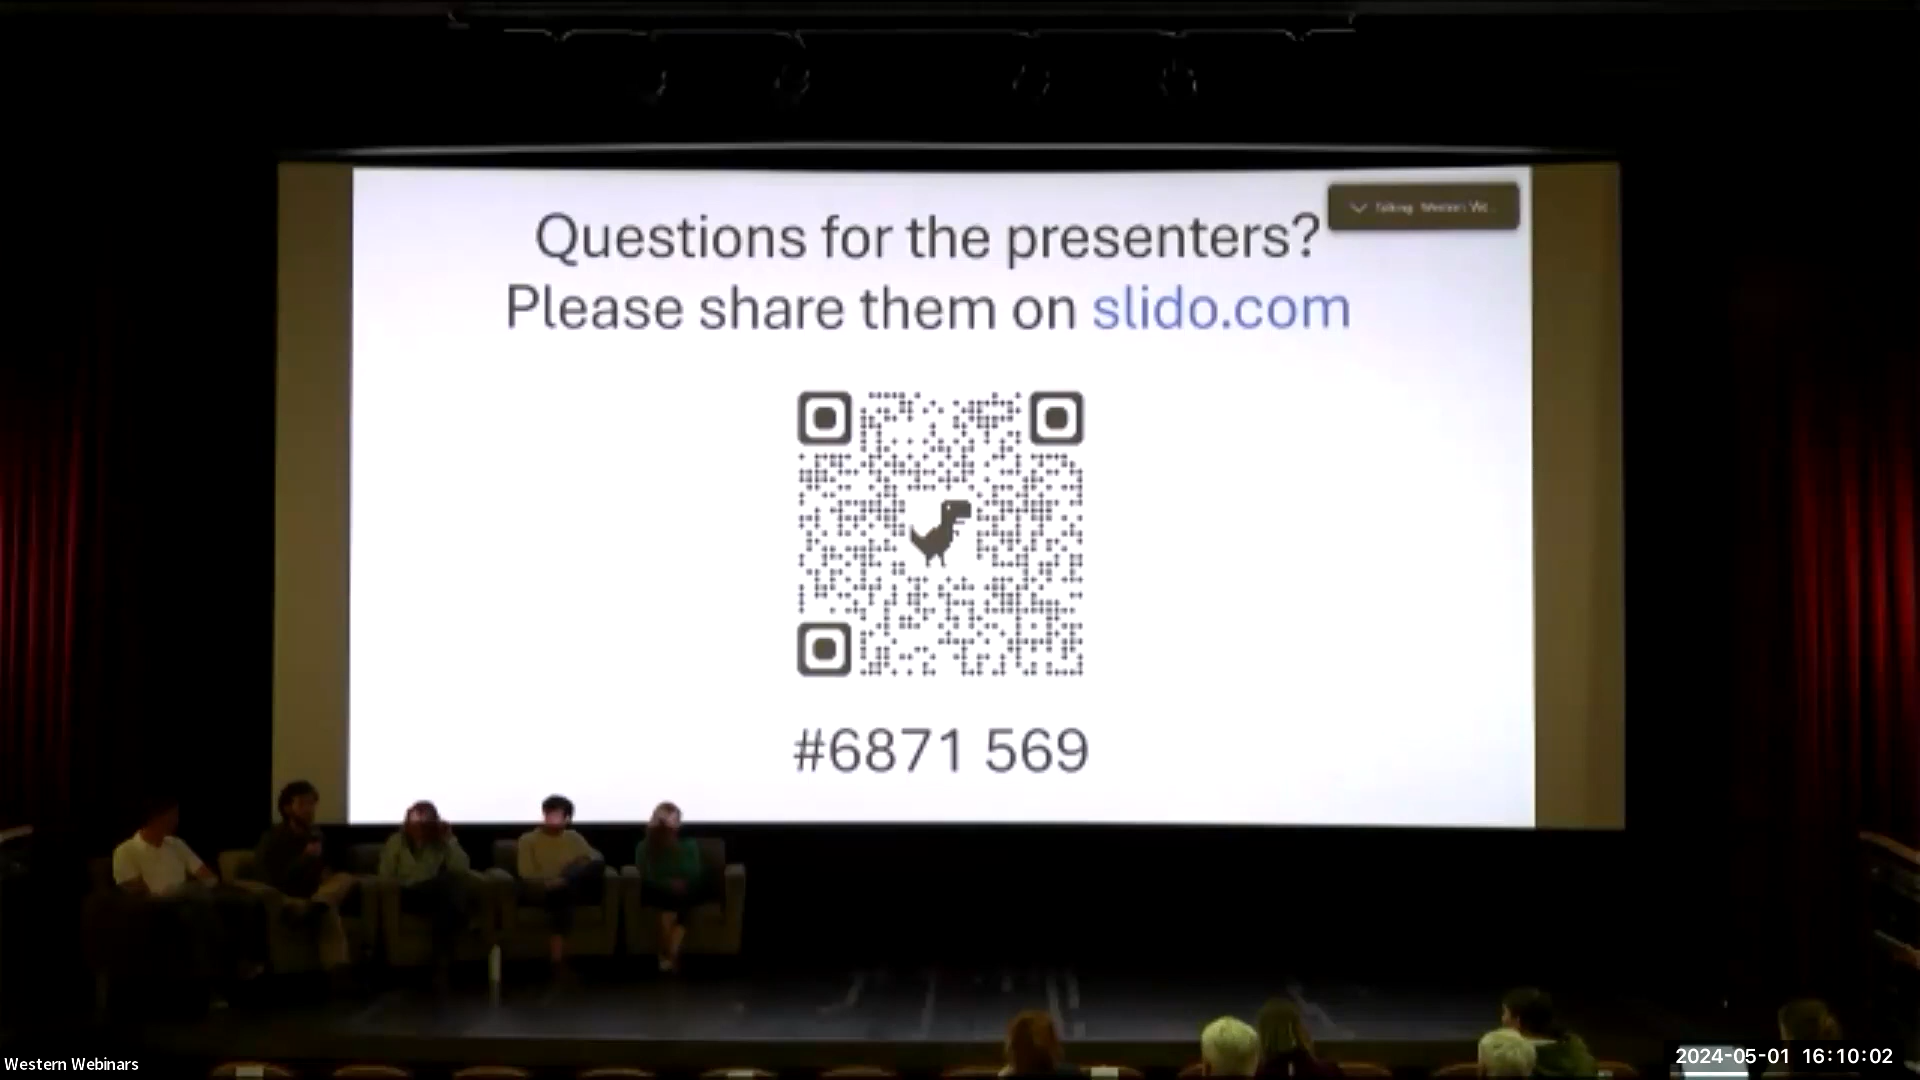 Questions for the presenters?
Please share them on slido.com
#6871 569
Western Webinars
2024-05-01 16:10:02